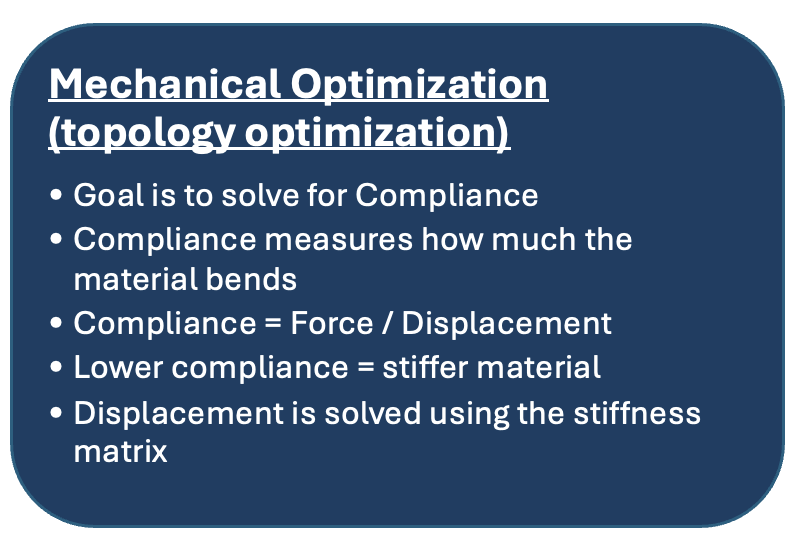 Mechanical Optimization
(topology optimization)
• Goal is to solve for Compliance
• Compliance measures how much the
material bends
• Compliance = Force / Displacement
• Lower compliance = stiffer material
• Displacement is solved using the stiffness
matrix